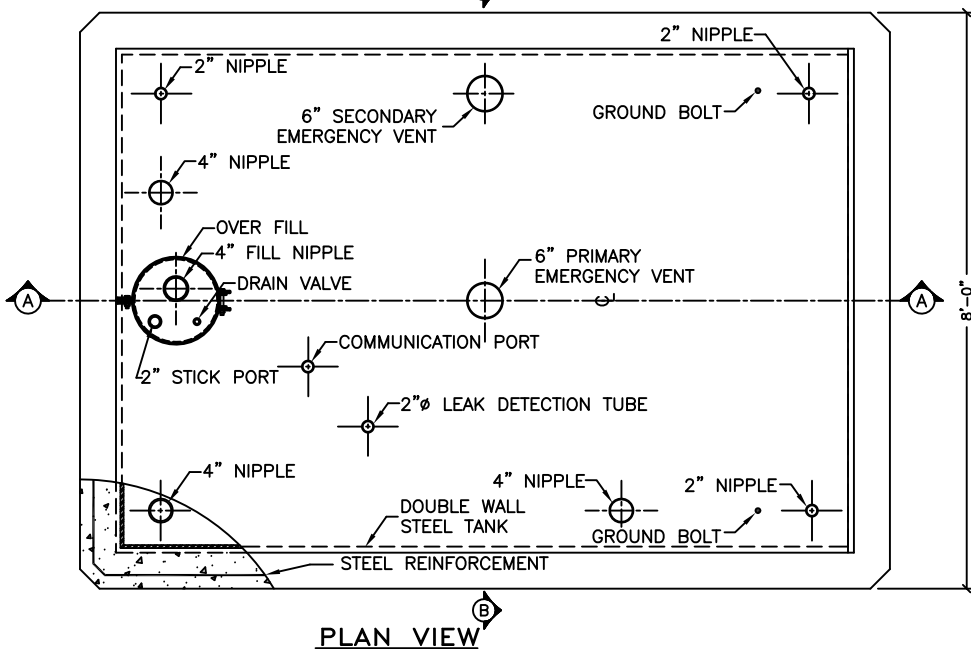 2” NIPPLE
2” NIPPLE
6” SECONDARY
EMERGENCY VENT
GROUND BOLT
4” NIPPLE
OVER FILL
4” FILL NIPPLE
DRAIN VALVE
6” PRIMARY
EMERGENCY VENT
A
C
L
A
8’-0”
COMMUNICATION PORT
2” STICK PORT
2”ø LEAK DETECTION TUBE
4” NIPPLE
4” NIPPLE
2” NIPPLE
DOUBLE WALL
STEEL TANK
GROUND BOLT
STEEL REINFORCEMENT
B
PLAN VIEW